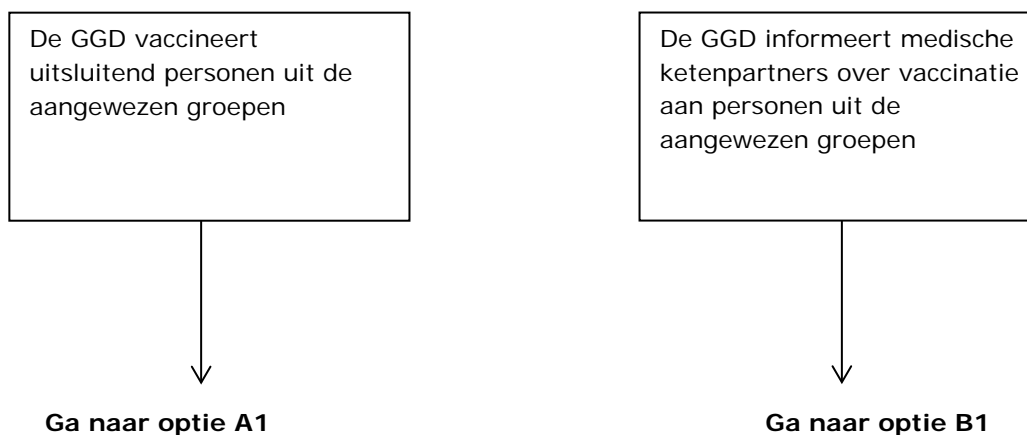 De GGD vaccineert
uitsluitend personen uit de
aangewezen groepen
De GGD informeert medische
ketenpartners over vaccinatie
aan personen uit de
aangewezen groepen
Ga naar optie A1
Ga naar optie B1